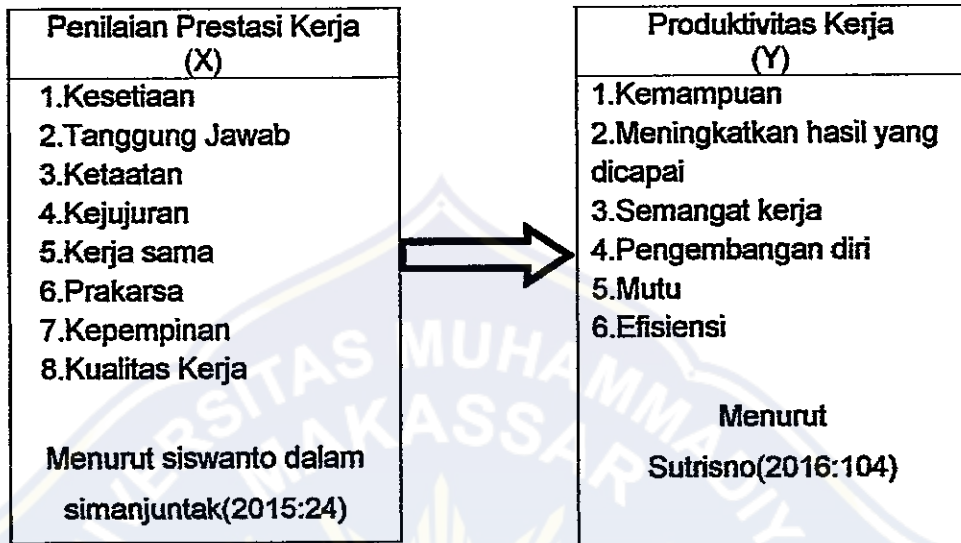 Penilaian Prestasi Kerja
(X)
1.Kesetiaan
2.Tanggung Jawab
3.Ketaatan
4.Kejujuran
5.Kerja sama
6.Prakarsa
7.Kepempinan
8.Kualitas Kerja
Menurut siswanto dalam
simanjuntak(2015:24)
Produktivitas Kerja
(Y)
1.Kemampuan
2.Meningkatkan hasil yang
dicapai
3.Semangat kerja
4.Pengembangan diri
5.Mutu
6.Efisiensi
Menurut
Sutrisno(2016:104)